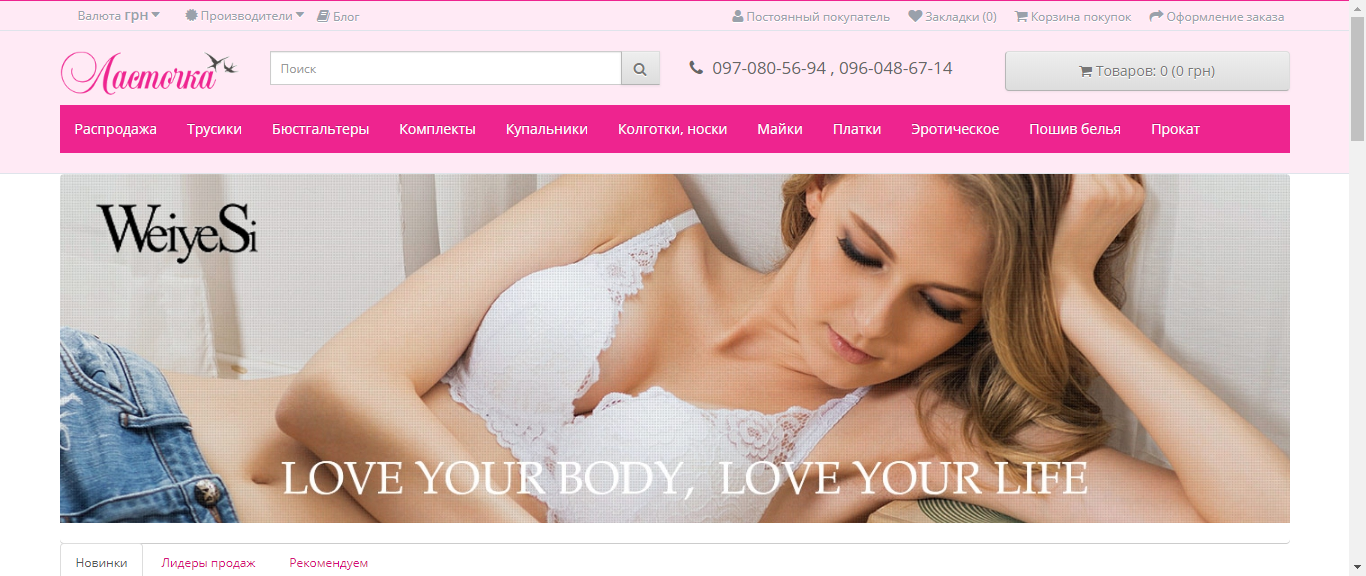 Валюта грн Производители Блог Постоянный покупатель Закладки (0) Корзина покупок Оформление заказа
Ласточка Поиск 097-080-56-94 , 096-048-67-14 Товаров: 0 (0 грн)
Распродажа Трусики Бюстгальтеры Комплекты Купальники Колготки, носки Майки Платки Эротическое Пошив белья Прокат
WeiyeSi
LOVE YOUR BODY, LOVE YOUR LIFE
Новинки Лидеры продаж Рекомендуем